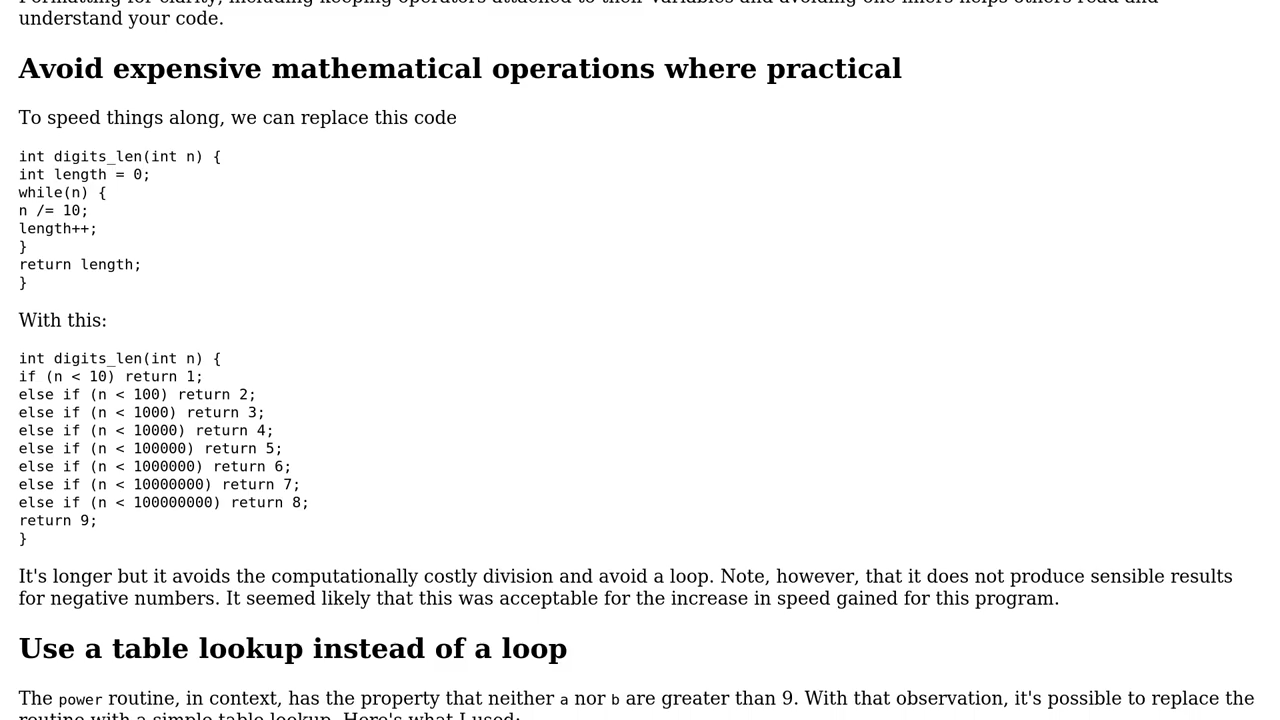 Formatting for clarity, including keeping operators attached to their variables and avoiding one-liners helps others read and
understand your code.
Avoid expensive mathematical operations where practical
To speed things along, we can replace this code
int digits_len(int n) {
int length = 0;
while(n) {
n /= 10;
length++;
}
return length;
}
With this:
int digits_len(int n) {
if (n < 10) return 1;
else if (n < 100) return 2;
else if (n < 1000) return 3;
else if (n < 10000) return 4;
else if (n < 100000) return 5;
else if (n < 1000000) return 6;
else if (n < 10000000) return 7;
else if (n < 100000000) return 8;
return 9;
}
It's longer but it avoids the computationally costly division and avoid a loop. Note, however, that it does not produce sensible results
for negative numbers. It seemed likely that this was acceptable for the increase in speed gained for this program.
Use a table lookup instead of a loop
The power routine, in context, has the property that neither a nor b are greater than 9. With that observation, it's possible to replace the
routine with a simple table lookup. Here's what I used: